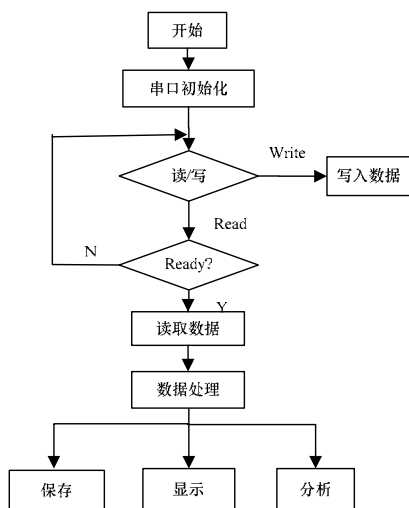 开始
串口初始化
读/写
Write
写入数据
Read
Ready?
N
Y
读取数据
数据处理
保存
显示
分析